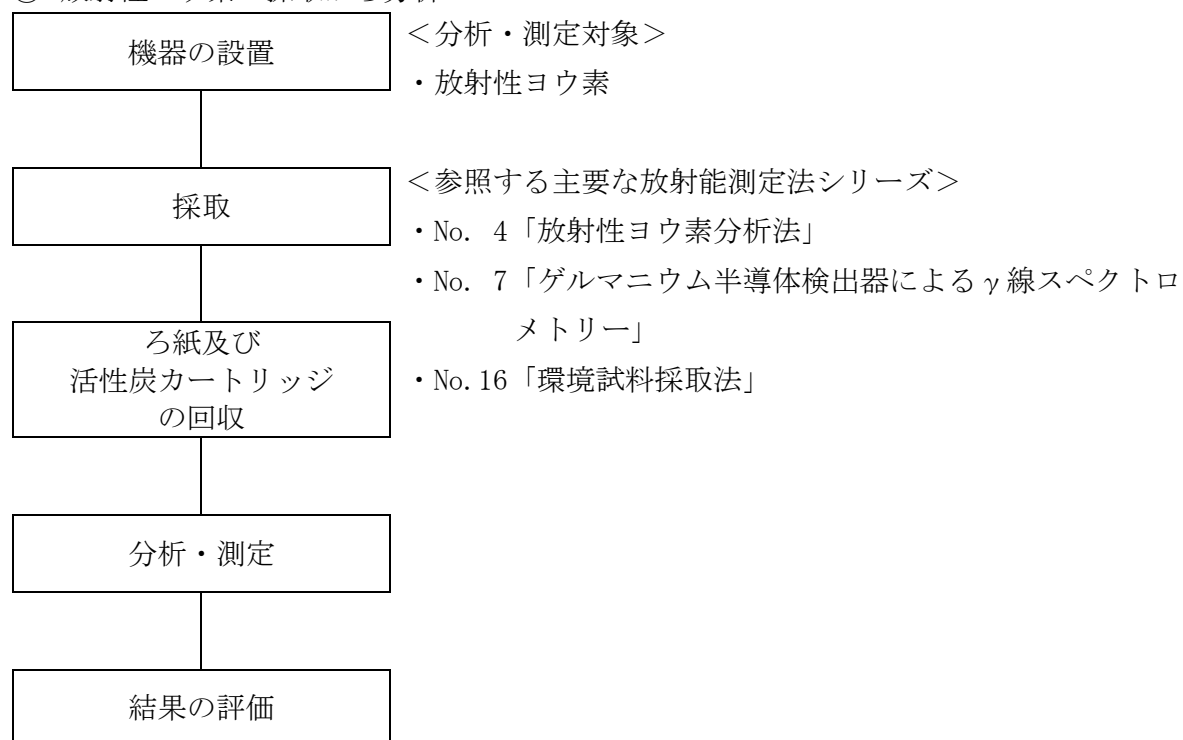 機器の設置
<分析・測定対象>
・放射性ヨウ素
採取
<参照する主要な放射能測定法シリーズ>
・No. 4「放射性ヨウ素分析法」
・No. 7「ゲルマニウム半導体検出器によるγ線スペクトロ
メトリー」
・No.16「環境試料採取法」
ろ紙及び
活性炭カートリッジ
の回収
分析・測定
結果の評価